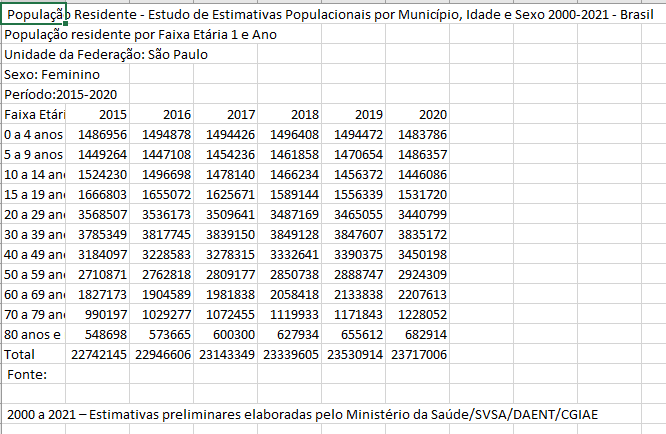 População Residente - Estudo de Estimativas Populacionais por Município, Idade e Sexo 2000-2021 - Brasil
População residente por Faixa Etária 1 e Ano
Unidade da Federação: São Paulo
Sexo: Feminino
Período:2015-2020
Faixa Etári 2015 2016 2017 2018 2019 2020
0 a 4 anos 1486956 1494878 1494426 1496408 1494472 1483786
5 a 9 anos 1449264 1447108 1454236 1461858 1470654 1486357
10 a 14 an 1524230 1496698 1478140 1466234 1456372 1446086
15 a 19 an 1666803 1655072 1625671 1589144 1556339 1531720
20 a 29 an 3568507 3536173 3509641 3487169 3465055 3440799
30 a 39 an 3785349 3817745 3839150 3849128 3847607 3835172
40 a 49 an 3184097 3228583 3278315 3332641 3390375 3450198
50 a 59 an 2710871 2762818 2809177 2850738 2888747 2924309
60 a 69 an 1827173 1904589 1981838 2058418 2133838 2207613
70 a 79 an 990197 1029277 1072455 1119933 1171843 1228052
80 anos e 548698 573665 600300 627934 655612 682914
Total 22742145 22946606 23143349 23339605 23530914 23717006
Fonte:
2000 a 2021 – Estimativas preliminares elaboradas pelo Ministério da Saúde/SVSA/DAENT/CGIAE